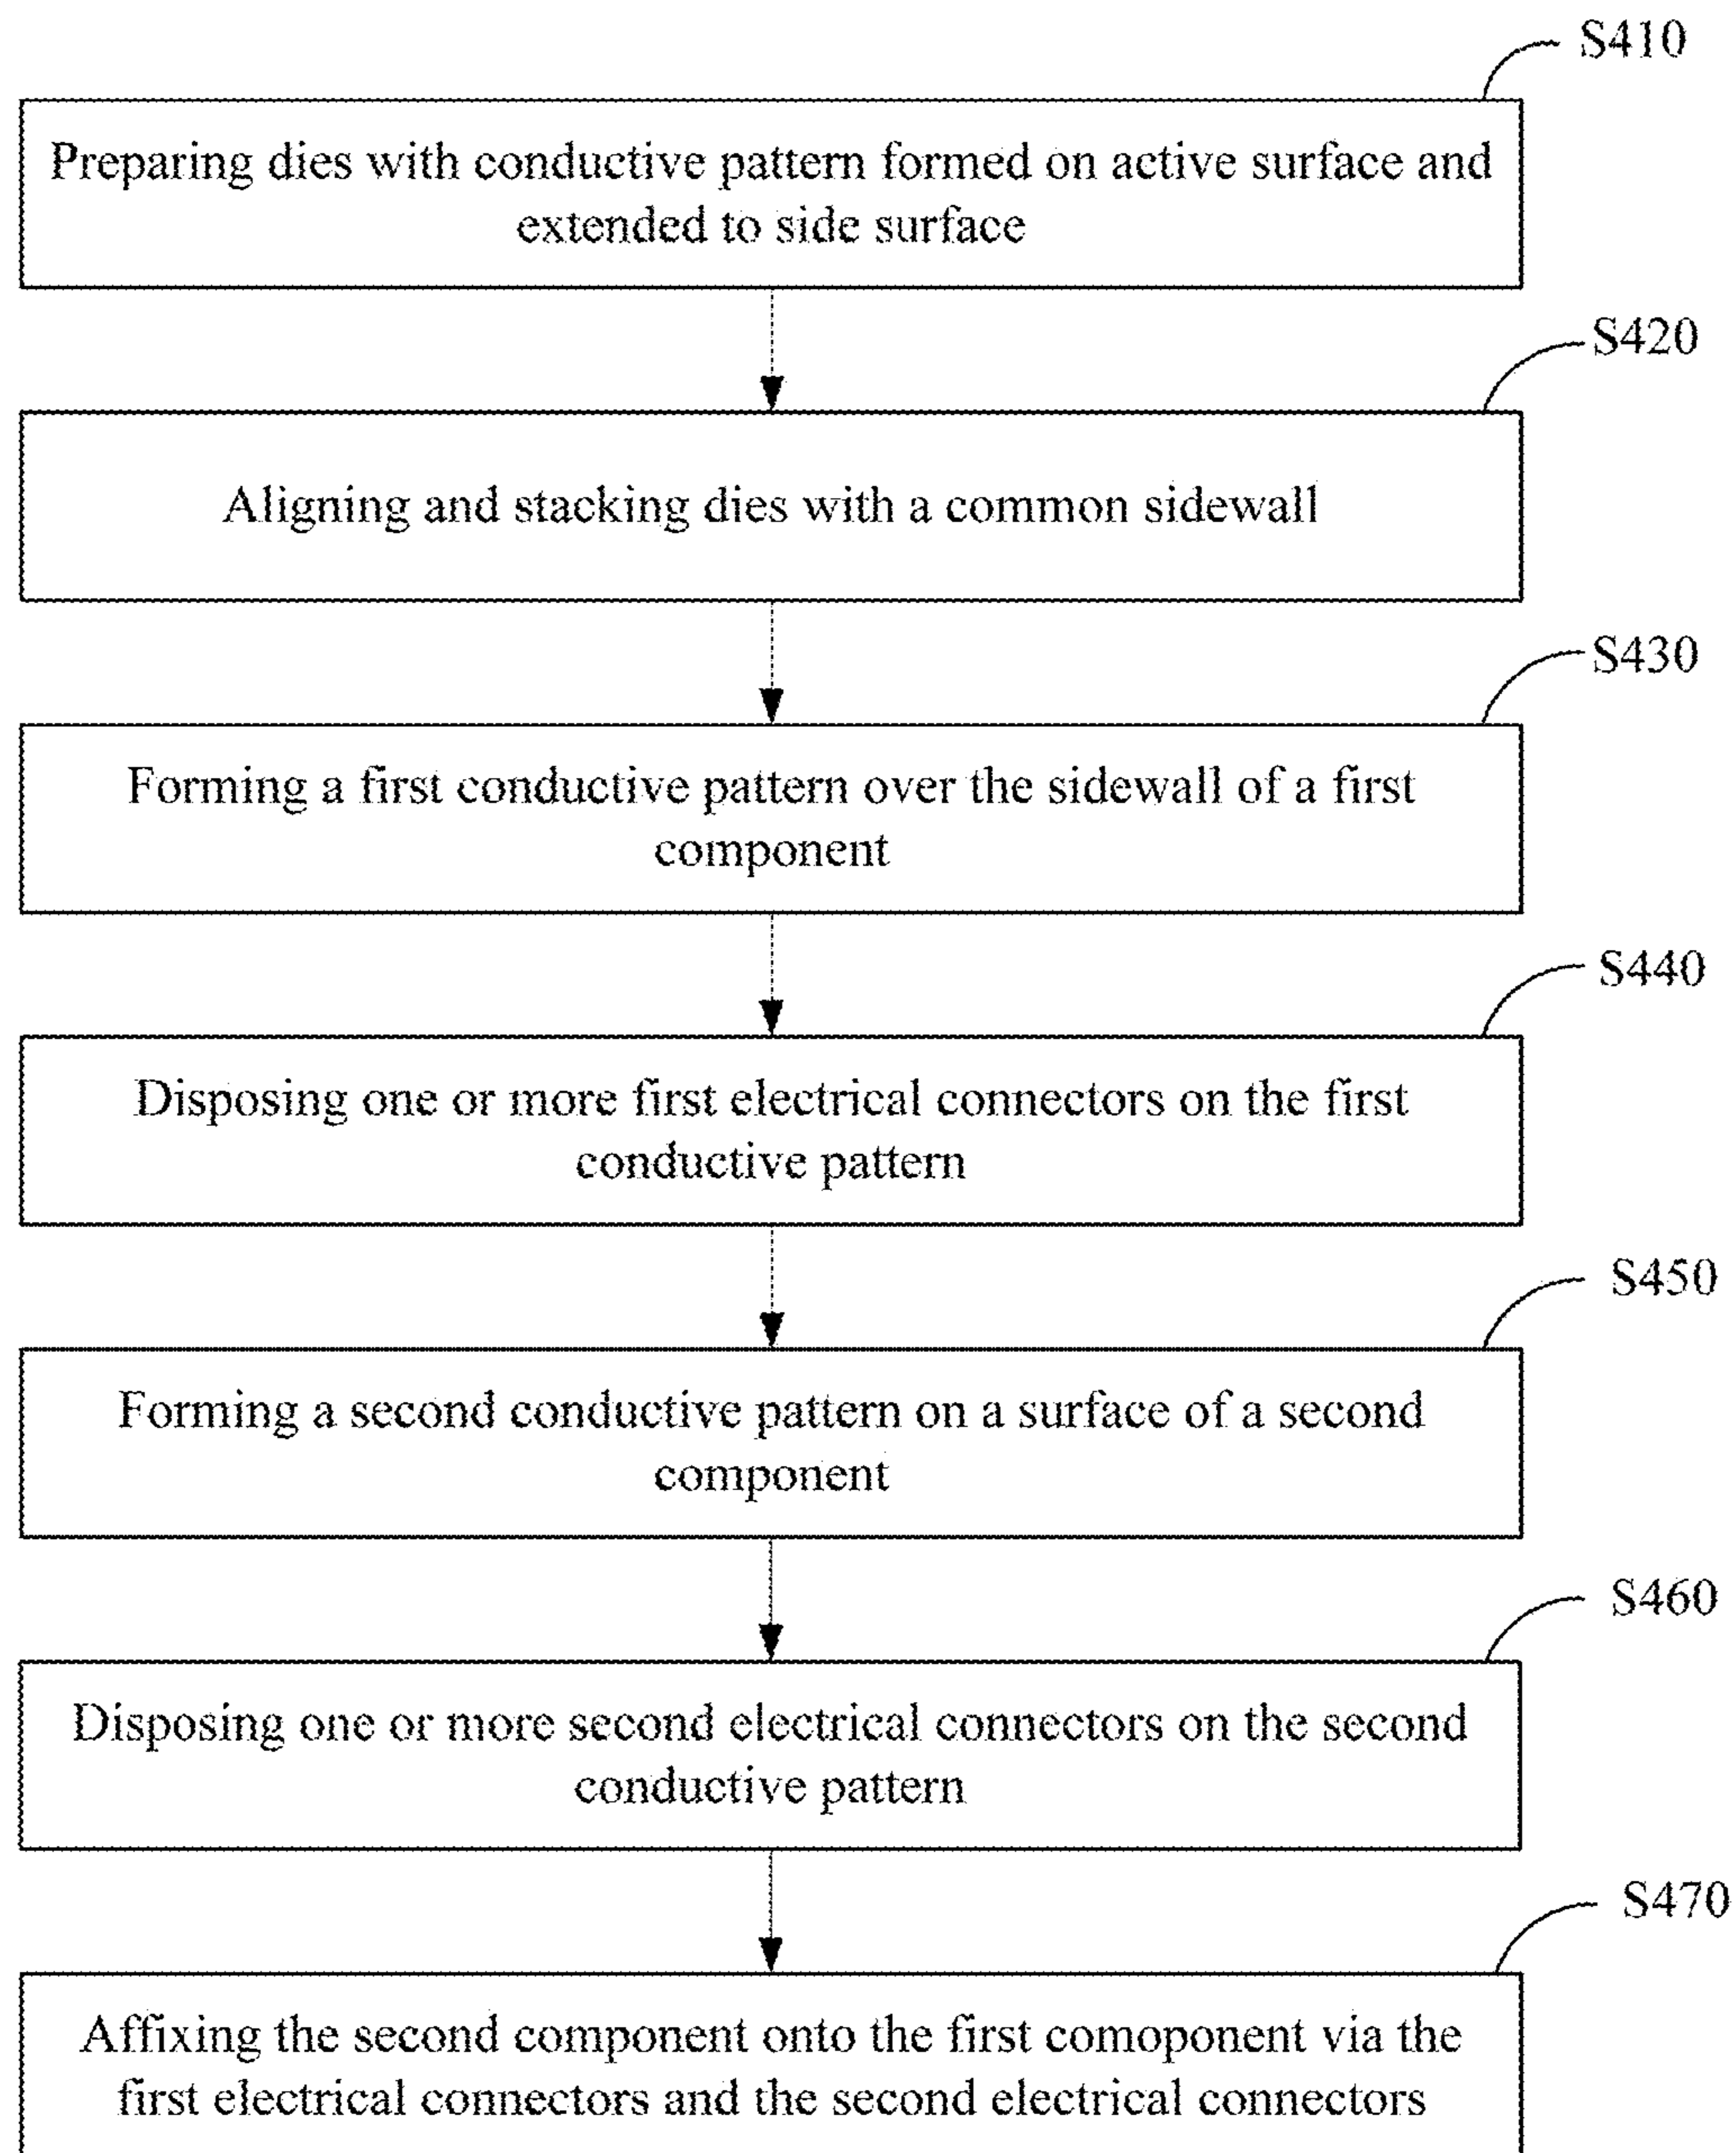 S410
Preparing dies with conductive pattern formed on active surface and
extended to side surface
S420
Aligning and stacking dies with a common sidewall
S430
Forming a first conductive pattern over the sidewall of a first
component
S440
Disposing one or more first electrical connectors on the first
conductive pattern
S450
Forming a second conductive pattern on a surface of a second
component
S460
Disposing one or more second electrical connectors on the second
conductive pattern
S470
Affixing the second component onto the first comoponent via the
first electrical connectors and the second electrical connectors